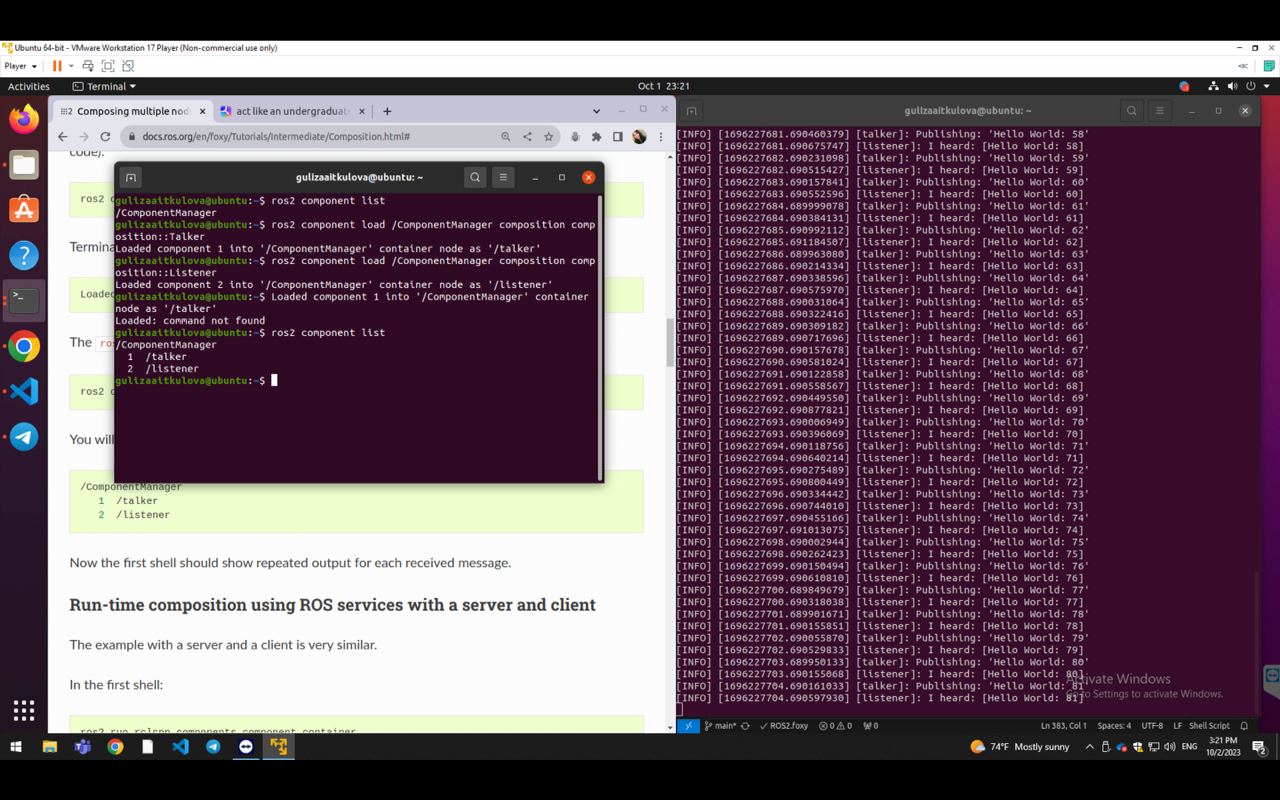 Ubuntu 64-bit - VMware Workstation 17 Player (Non-commercial use only)
Player
Activities
Terminal
Oct 1 23:21
Composing multiple nod
act like an undergraduat
docs.ros.org/en/foxy/Tutorials/Intermediate/Composition.html#
code).
ros2 c
Termina
Loaded
The ros
ros2 c
You will
/ComponentManager
1 /talker
2 /listener
Now the first shell should show repeated output for each received message.
Run-time composition using ROS services with a server and client
The example with a server and a client is very similar.
In the first shell:
ros2 run rclcpp_components component_container
gulizaaitkulova@ubuntu: ~
gulizaaitkulova@ubuntu:~$ ros2 component list
/ComponentManager
gulizaaitkulova@ubuntu:~$ ros2 component load /ComponentManager composition comp
osition::Talker
Loaded component 1 into '/ComponentManager' container node as '/talker'
gulizaaitkulova@ubuntu:~$ ros2 component load /ComponentManager composition comp
osition::Listener
Loaded component 2 into '/ComponentManager' container node as '/listener'
gulizaaitkulova@ubuntu:~$ Loaded component 1 into '/ComponentManager' container
node as '/talker'
Loaded: command not found
gulizaaitkulova@ubuntu:~$ ros2 component list
/ComponentManager
1 /talker
2 /listener
gulizaaitkulova@ubuntu:~$
gulizaaitkulova@ubuntu: ~
[INFO] [1696227681.690460379] [talker]: Publishing: 'Hello World: 58'
[INFO] [1696227681.690675747] [listener]: I heard: [Hello World: 58]
[INFO] [1696227682.690231098] [talker]: Publishing: 'Hello World: 59'
[INFO] [1696227682.690515427] [listener]: I heard: [Hello World: 59]
[INFO] [1696227683.690157841] [talker]: Publishing: 'Hello World: 60'
[INFO] [1696227683.690552596] [listener]: I heard: [Hello World: 60]
[INFO] [1696227684.689999078] [talker]: Publishing: 'Hello World: 61'
[INFO] [1696227684.690384131] [listener]: I heard: [Hello World: 61]
[INFO] [1696227685.690992112] [talker]: Publishing: 'Hello World: 62'
[INFO] [1696227685.691184507] [listener]: I heard: [Hello World: 62]
[INFO] [1696227686.689963080] [talker]: Publishing: 'Hello World: 63'
[INFO] [1696227686.690214334] [listener]: I heard: [Hello World: 63]
[INFO] [1696227687.690338596] [talker]: Publishing: 'Hello World: 64'
[INFO] [1696227687.690575970] [listener]: I heard: [Hello World: 64]
[INFO] [1696227688.690031064] [talker]: Publishing: 'Hello World: 65'
[INFO] [1696227688.690322416] [listener]: I heard: [Hello World: 65]
[INFO] [1696227689.690309182] [talker]: Publishing: 'Hello World: 66'
[INFO] [1696227689.690717696] [listener]: I heard: [Hello World: 66]
[INFO] [1696227690.690157678] [talker]: Publishing: 'Hello World: 67'
[INFO] [1696227690.690581024] [listener]: I heard: [Hello World: 67]
[INFO] [1696227691.690122858] [talker]: Publishing: 'Hello World: 68'
[INFO] [1696227691.690558567] [listener]: I heard: [Hello World: 68]
[INFO] [1696227692.690449550] [talker]: Publishing: 'Hello World: 69'
[INFO] [1696227692.690877821] [listener]: I heard: [Hello World: 69]
[INFO] [1696227693.690006949] [talker]: Publishing: 'Hello World: 70'
[INFO] [1696227693.690396069] [listener]: I heard: [Hello World: 70]
[INFO] [1696227694.690118756] [talker]: Publishing: 'Hello World: 71'
[INFO] [1696227694.690640214] [listener]: I heard: [Hello World: 71]
[INFO] [1696227695.690275489] [talker]: Publishing: 'Hello World: 72'
[INFO] [1696227695.690800449] [listener]: I heard: [Hello World: 72]
[INFO] [1696227696.690334442] [talker]: Publishing: 'Hello World: 73'
[INFO] [1696227696.690744010] [listener]: I heard: [Hello World: 73]
[INFO] [1696227697.690455166] [talker]: Publishing: 'Hello World: 74'
[INFO] [1696227697.691013075] [listener]: I heard: [Hello World: 74]
[INFO] [1696227698.690002944] [talker]: Publishing: 'Hello World: 75'
[INFO] [1696227698.690262423] [listener]: I heard: [Hello World: 75]
[INFO] [1696227699.690150494] [talker]: Publishing: 'Hello World: 76'
[INFO] [1696227699.690610810] [listener]: I heard: [Hello World: 76]
[INFO] [1696227700.689849679] [talker]: Publishing: 'Hello World: 77'
[INFO] [1696227700.690318038] [listener]: I heard: [Hello World: 77]
[INFO] [1696227701.689901671] [talker]: Publishing: 'Hello World: 78'
[INFO] [1696227701.690155851] [listener]: I heard: [Hello World: 78]
[INFO] [1696227702.690055870] [talker]: Publishing: 'Hello World: 79'
[INFO] [1696227702.690529833] [listener]: I heard: [Hello World: 79]
[INFO] [1696227703.689950133] [talker]: Publishing: 'Hello World: 80'
[INFO] [1696227703.690155068] [listener]: I heard: [Hello World: 80]
[INFO] [1696227704.690161033] [talker]: Publishing: 'Hello World: 81'
[INFO] [1696227704.690597930] [listener]: I heard: [Hello World: 81]
Activate Windows
Go to Settings to activate Windows.
main*
ROS2.foxy
0
0
0
Ln 383, Col 1
Spaces: 4
UTF-8
LF
Shell Script
74°F Mostly sunny
ENG
3:21 PM
10/2/2023
2